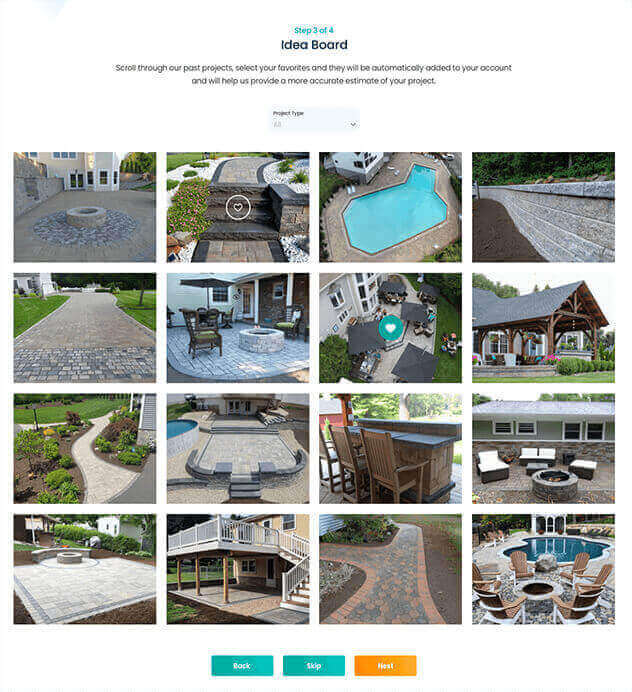 Step 3 of 4
Idea Board
Scroll through our past projects, select your favorites and they will be automatically added to your account
and will help us provide a more accurate estimate of your project.
Project Type
All
Back
Skip
Next